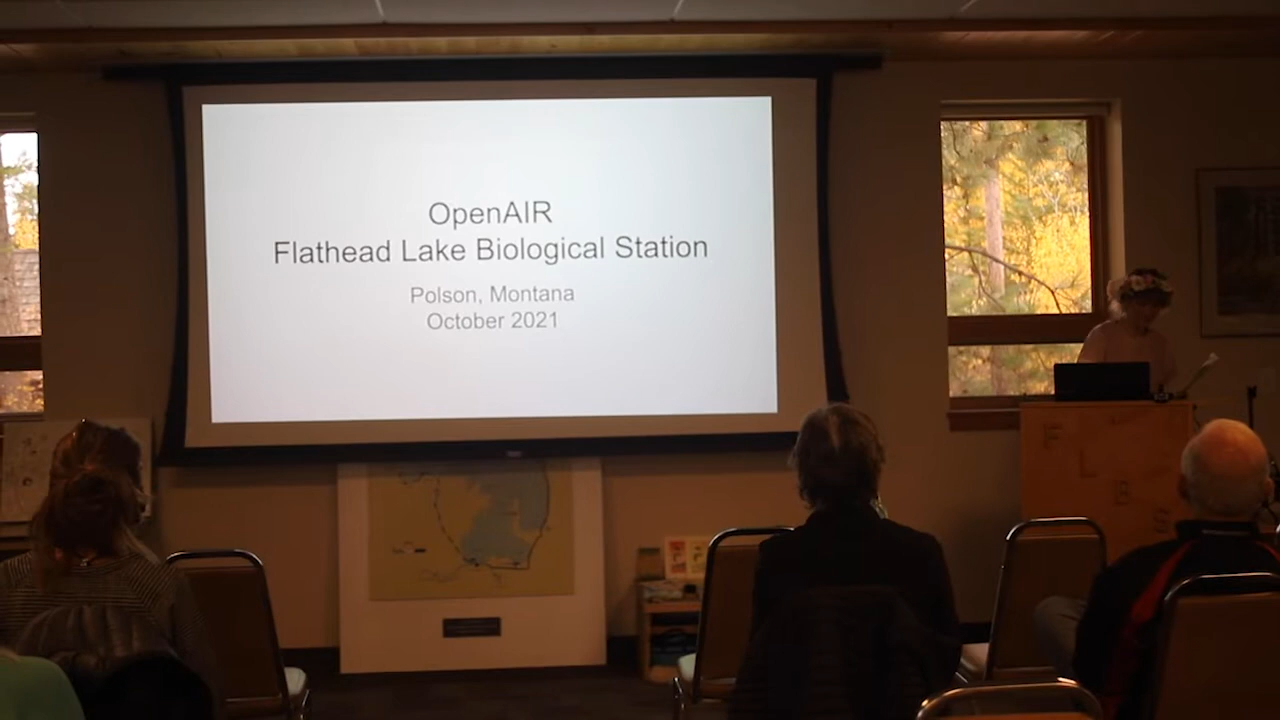 OpenAIR
Flathead Lake Biological Station
Polson, Montana
October 2021
F
L
B
S